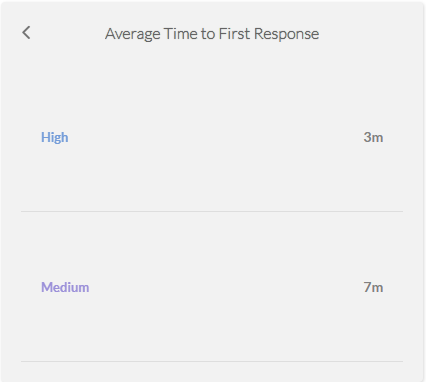 Average Time to First Response
High 3m
Medium 7m